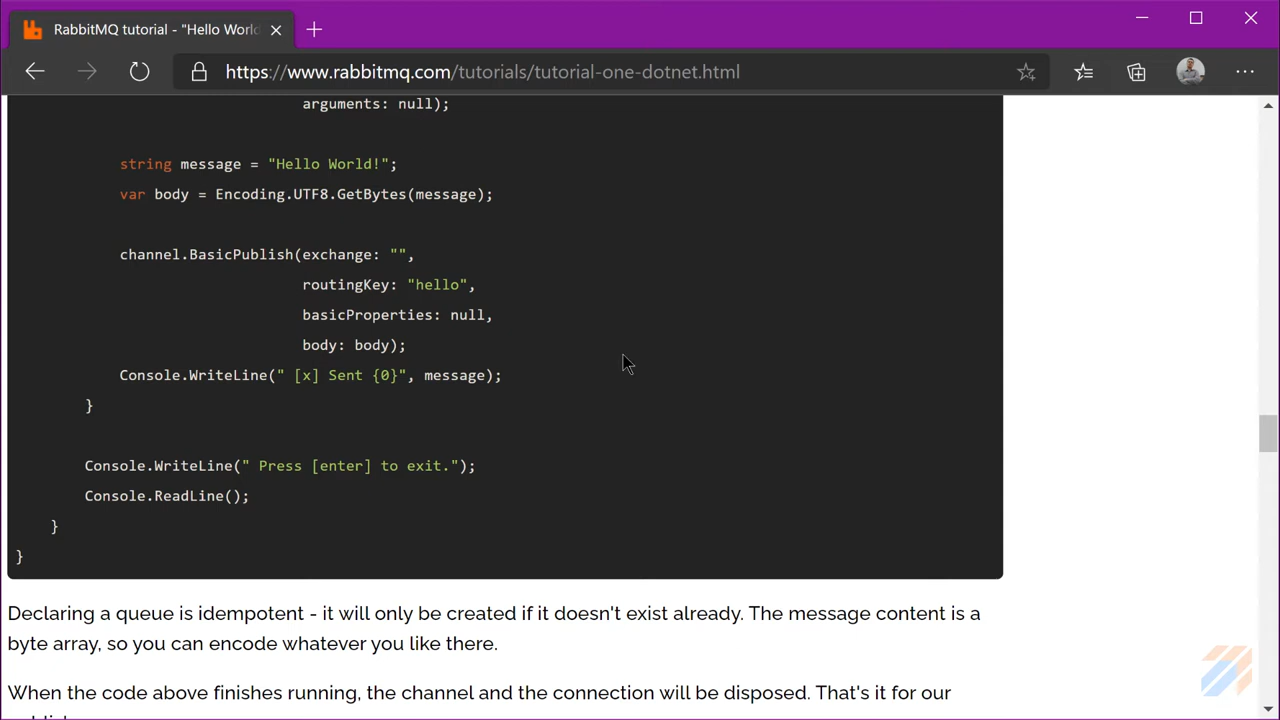 RabbitMQ tutorial - "Hello World
https://www.rabbitmq.com/tutorials/tutorial-one-dotnet.html
arguments: null);
string message = "Hello World!";
var body = Encoding.UTF8.GetBytes(message);
channel.BasicPublish(exchange: "",
routingKey: "hello",
basicProperties: null,
body: body);
Console.WriteLine(" [x] Sent {0}", message);
}
Console.WriteLine(" Press [enter] to exit.");
Console.ReadLine();
}
}
Declaring a queue is idempotent - it will only be created if it doesn't exist already. The message content is a
byte array, so you can encode whatever you like there.
When the code above finishes running, the channel and the connection will be disposed. That's it for our